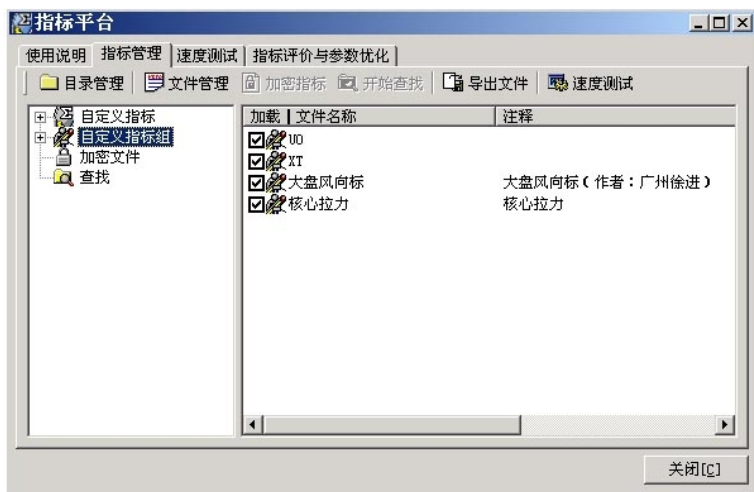 指标平台
使用说明 指标管理 速度测试 指标评价与参数优化
目录管理 文件管理 加密指标 开始查找 导出文件 速度测试
自定义指标
自定义指标组
加密文件
查找
加载 文件名称 注释
UO
XT
大盘风向标 大盘风向标(作者:广州徐进)
核心拉力 核心拉力
关闭[C]